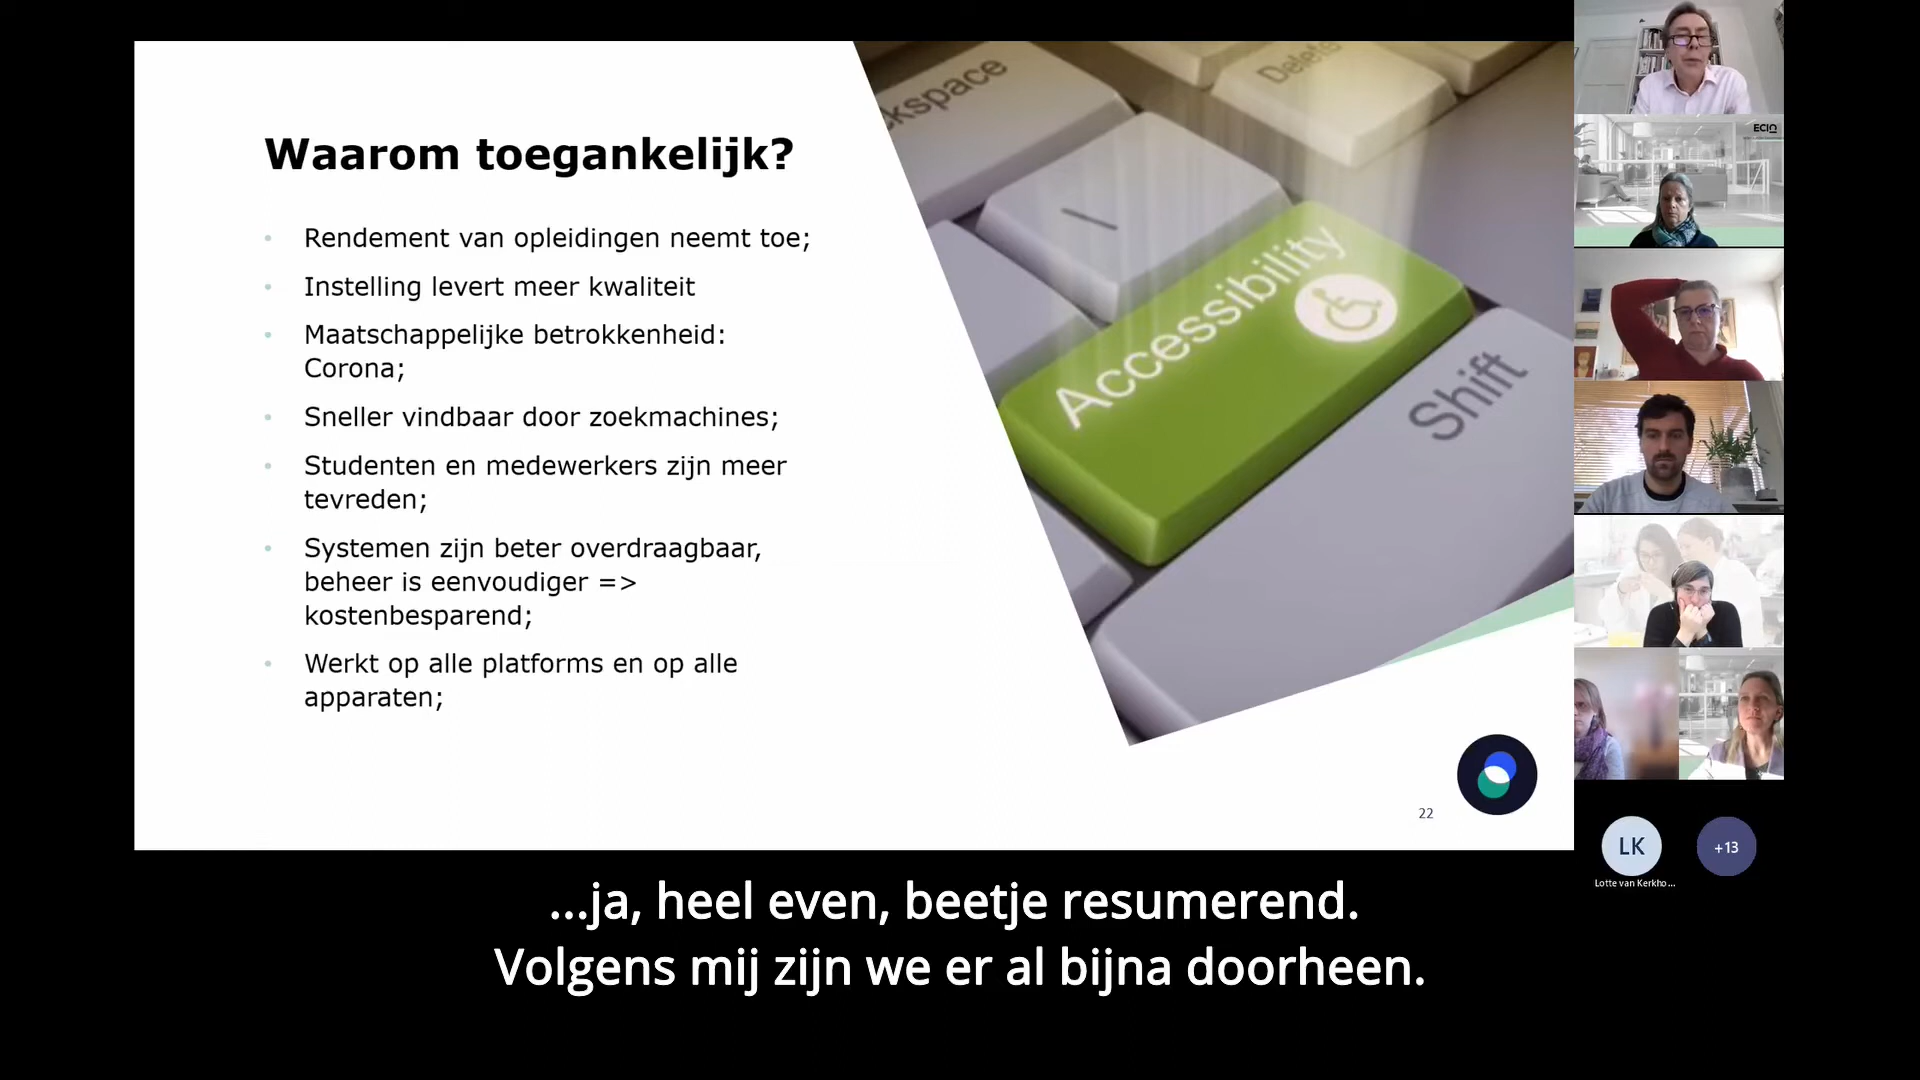 Waarom toegankelijk?
Rendement van opleidingen neemt toe;
Instelling levert meer kwaliteit
Maatschappelijke betrokkenheid:
Corona;
Sneller vindbaar door zoekmachines;
Studenten en medewerkers zijn meer
tevreden;
Systemen zijn beter overdraagbaar,
beheer is eenvoudiger =>
kostenbesparend;
Werkt op alle platforms en op alle
apparaten;
kspace
Delete
\
Accessibility
Shift
22
ECIO
LK
+13
Lotte van Kerkho...
...ja, heel even, beetje resumerend.
Volgens mij zijn we er al bijna doorheen.